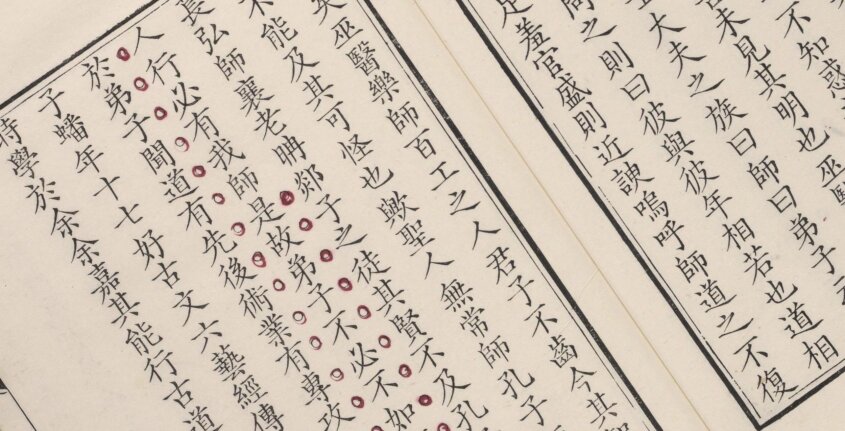 不知惑
未見其明也巫醫
大夫之族曰師曰弟子
問之則曰彼與彼年相若也道相
足羞官盛則近諛嗚呼師道之不復
矣巫醫樂師百工之人君子不齒今其
不能及其可怪也歟聖人無常師孔子
萇弘師襄老聃郯子之徒其賢不及孔
人行必有我師是故弟子不必不如
於弟子聞道有先後術業有專攻
子蟠年十七好古文六藝經傳
時學於余余嘉其能行古道